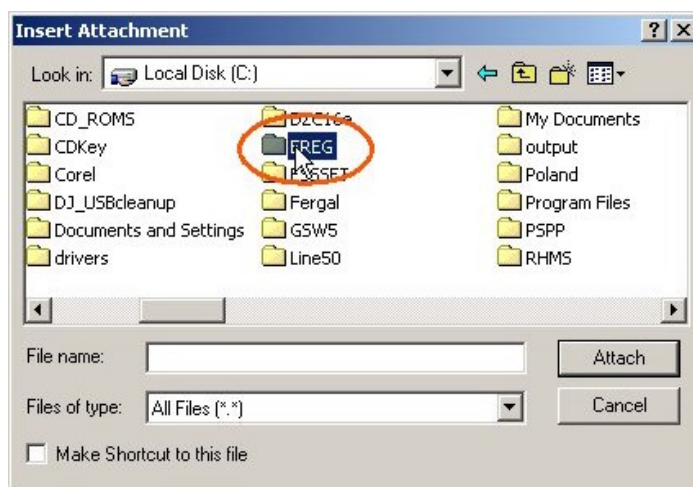 Insert Attachment
Look in: Local Disk (C:)
CD_ROMS
CDKey
Corel
DJ_USBcleanup
Documents and Settings
drivers
D2C16e
EREG
Fergal
GSW5
Line50
My Documents
output
Poland
Program Files
PSPP
RHMS
File name:
Attach
Files of type: All Files (*.*)
Cancel
Make Shortcut to this file